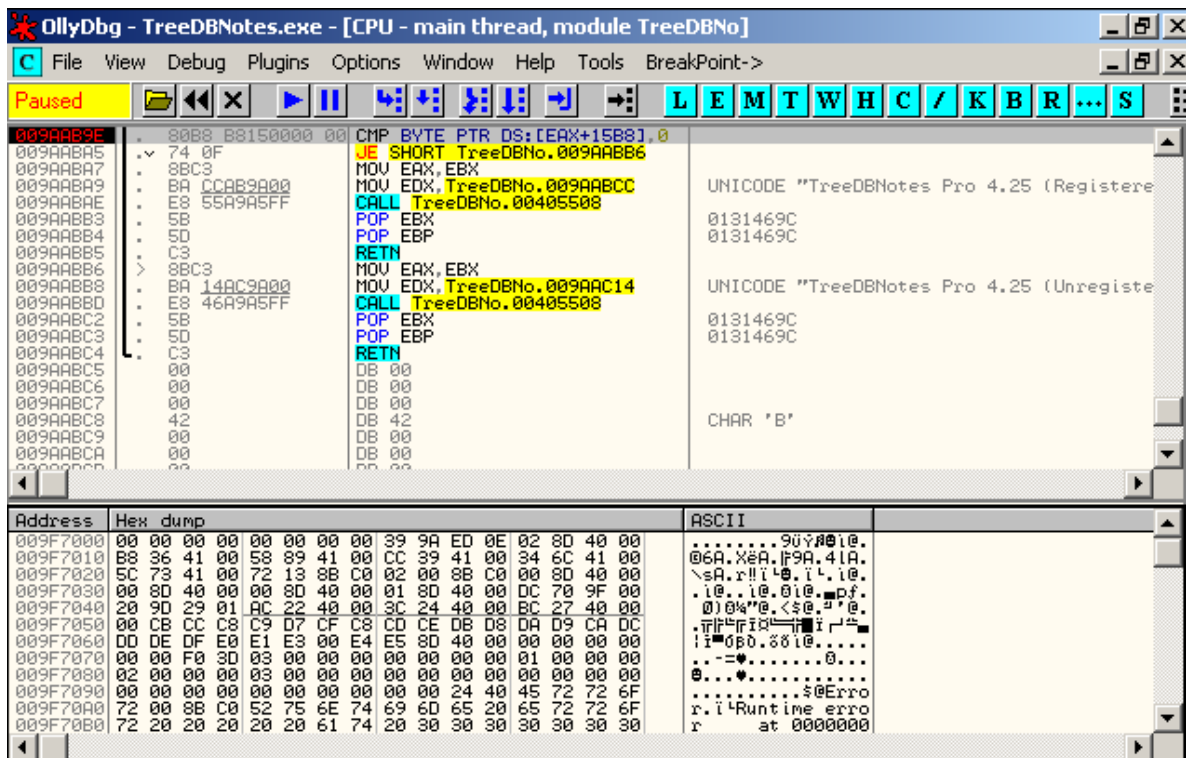 OllyDbg - TreeDBNotes.exe - [CPU - main thread, module TreeDBNo]
C File View Debug Plugins Options Window Help Tools BreakPoint->
Paused L E M T W H C / K B R ... S
009AAB9E . 80B8 B8150000 00 CMP BYTE PTR DS:[EAX+15B8],0
009AABA5 .v 74 0F JE SHORT TreeDBNo.009AABB6
009AABA7 . 8BC3 MOV EAX,EBX
009AABA9 . BA CCAB9A00 MOV EDX,TreeDBNo.009AABCC UNICODE "TreeDBNotes Pro 4.25 (Registere
009AABAE . E8 55A9A5FF CALL TreeDBNo.00405508
009AABB3 . 5B POP EBX 0131469C
009AABB4 . 5D POP EBP 0131469C
009AABB5 . C3 RETN
009AABB6 > 8BC3 MOV EAX,EBX
009AABB8 . BA 14AC9A00 MOV EDX,TreeDBNo.009AAC14 UNICODE "TreeDBNotes Pro 4.25 (Unregiste
009AABBD . E8 46A9A5FF CALL TreeDBNo.00405508
009AABC2 . 5B POP EBX 0131469C
009AABC3 . 5D POP EBP 0131469C
009AABC4 . C3 RETN
009AABC5 00 DB 00
009AABC6 00 DB 00
009AABC7 00 DB 00
009AABC8 42 DB 42 CHAR 'B'
009AABC9 00 DB 00
009AABCA 00 DB 00
Address Hex dump ASCII
009F7000 00 00 00 00 00 00 00 00 39 9A ED 0E 02 8D 40 00
009F7010 B8 36 41 00 58 89 41 00 CC 39 41 00 34 6C 41 00
009F7020 5C 73 41 00 72 13 8B C0 02 00 8B C0 00 8D 40 00
009F7030 00 8D 40 00 00 8D 40 00 01 8D 40 00 DC 70 9F 00
009F7040 20 9D 29 01 AC 22 40 00 3C 24 40 00 BC 27 40 00
009F7050 00 CB CC C8 C9 D7 CF C8 CD CE DB D8 DA D9 CA DC
009F7060 DD DE DF E0 E1 E3 00 E4 E5 8D 40 00 00 00 00 00
009F7070 00 00 F0 3D 03 00 00 00 00 00 00 00 01 00 00 00
009F7080 02 00 00 00 03 00 00 00 00 00 00 00 00 00 00 00
009F7090 00 00 00 00 00 00 00 00 00 00 24 40 45 72 72 6F ..........$@Erro
009F70A0 72 00 8B C0 52 75 6E 74 69 6D 65 20 65 72 72 6F Runtime erro
009F70B0 72 20 20 20 20 20 61 74 20 30 30 30 30 30 30 30 r at 0000000